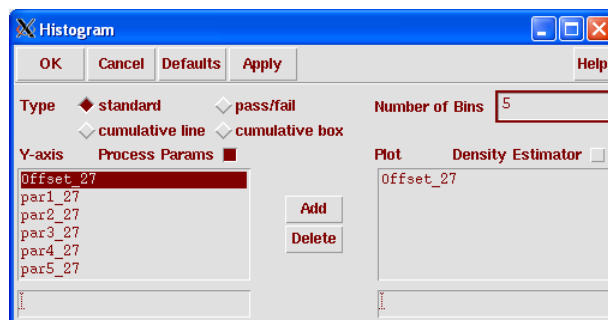 Histogram
OK Cancel Defaults Apply Help
Type standard pass/fail Number of Bins 5
cumulative line cumulative box
Y-axis Process Params Plot Density Estimator
Offset_27 Offset_27
par1_27
par2_27 Add
par3_27 Delete
par4_27
par5_27